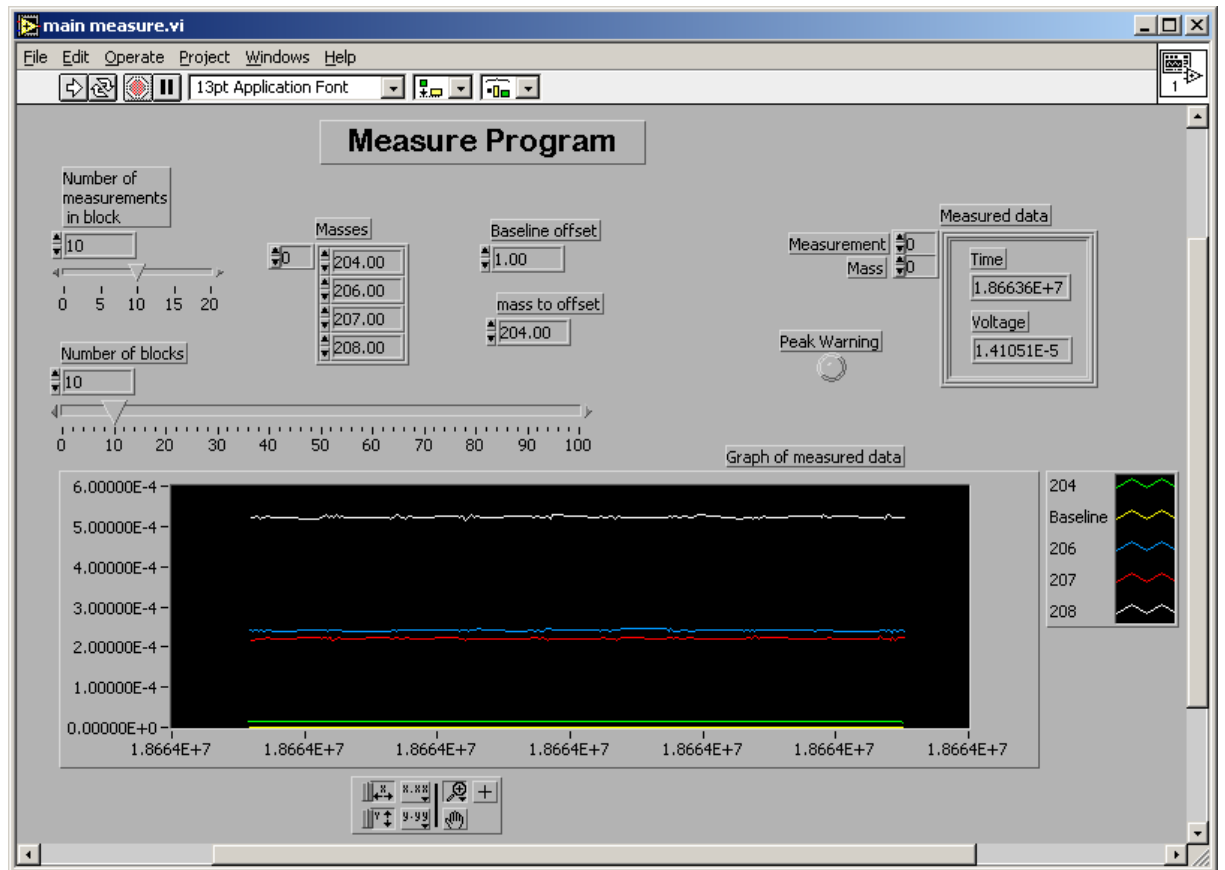 main measure.vi
File Edit Operate Project Windows Help
13pt Application Font
1
Measure Program
Number of
measurements
in block
10
0 5 10 15 20
Masses
0
204.00
206.00
207.00
208.00
Baseline offset
1.00
mass to offset
204.00
Measured data
Measurement 0
Mass 0
Time
1.86636E+7
Voltage
1.41051E-5
Peak Warning
Number of blocks
10
0 10 20 30 40 50 60 70 80 90 100
Graph of measured data
6.00000E-4
5.00000E-4
4.00000E-4
3.00000E-4
2.00000E-4
1.00000E-4
0.00000E+0
1.8664E+7 1.8664E+7 1.8664E+7 1.8664E+7 1.8664E+7 1.8664E+7 1.8664E+7
204
Baseline
206
207
208
X x.xx
Y y.yy